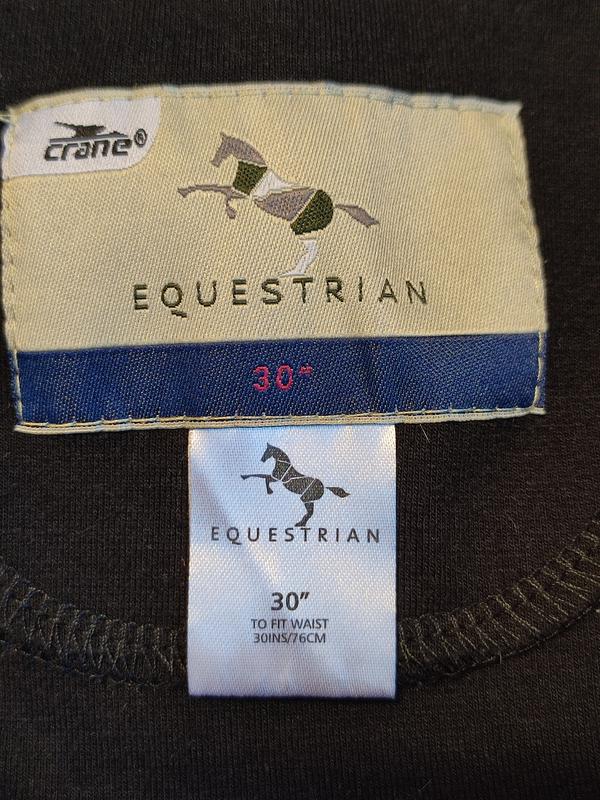 crane®
EQUESTRIAN
30"
EQUESTRIAN
30"
TO FIT WAIST
30INS/76CM